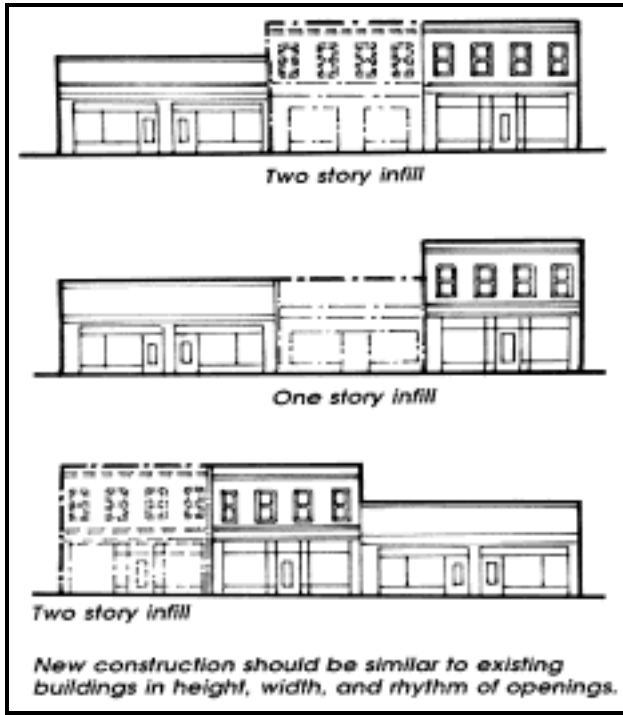 Two story infill
One story infill
Two story infill
New construction should be similar to existing
buildings in height, width, and rhythm of openings.